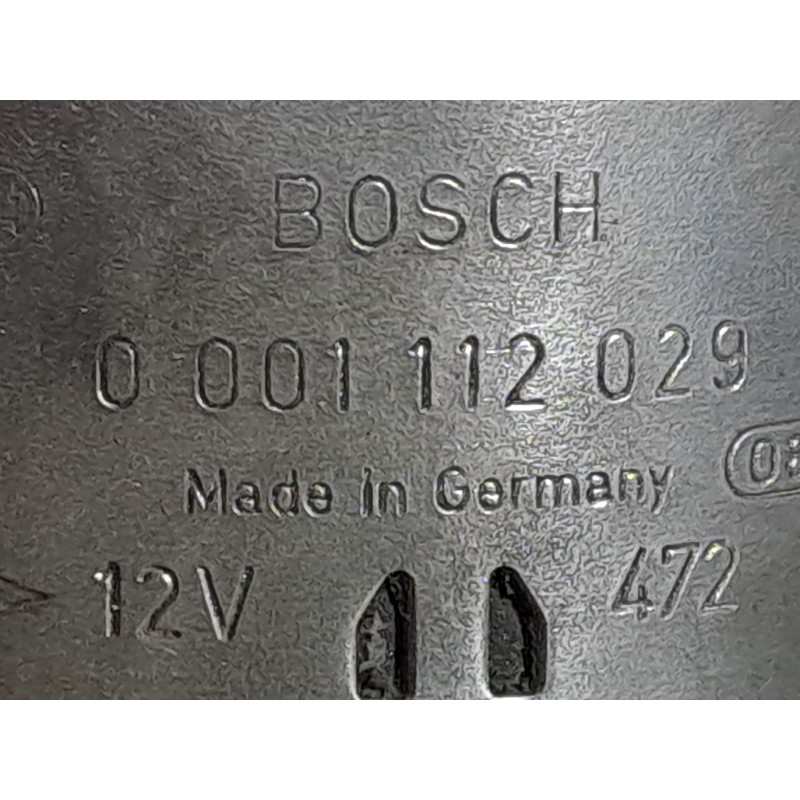 BOSCH
0 001 112 029
Made in Germany
12V 472